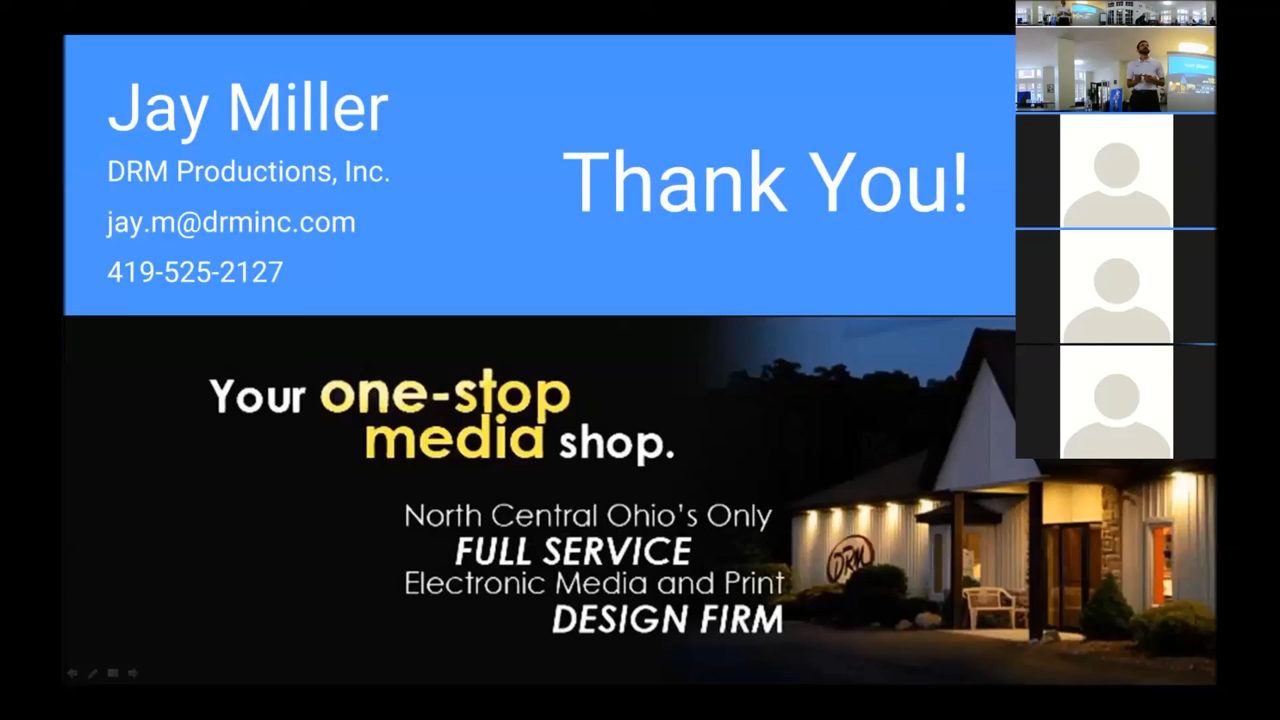 Jay Miller
DRM Productions, Inc.
jay.m@drminc.com
419-525-2127
Thank You!
Your one-stop
media shop.
North Central Ohio's Only
FULL SERVICE
Electronic Media and Print
DESIGN FIRM
DRM